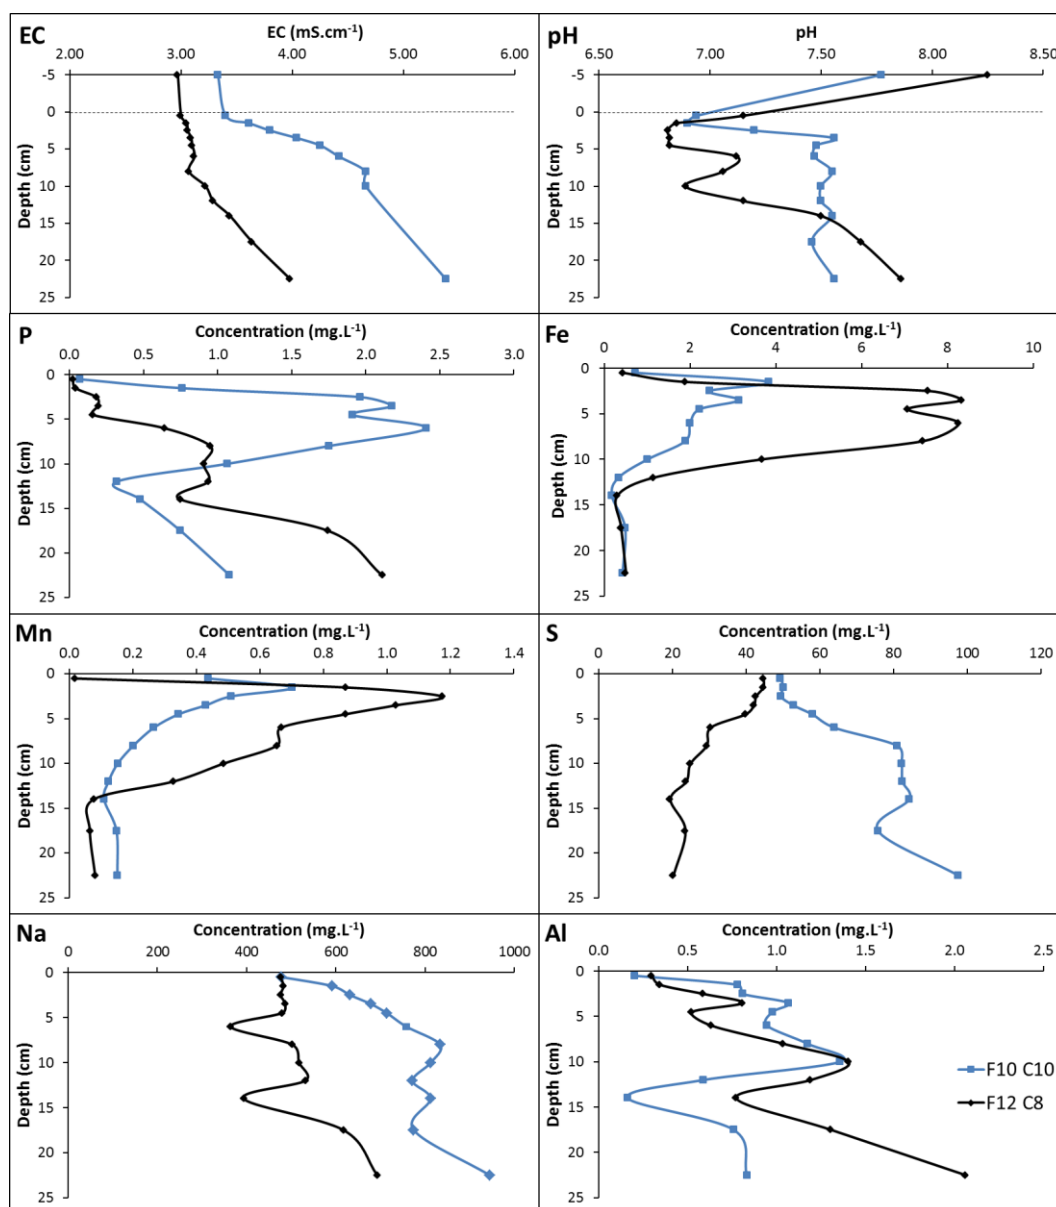 EC
EC (mS.cm-1)
2.00 3.00 4.00 5.00 6.00
-5
0
5
10
15
20
25
Depth (cm)
pH
pH
6.50 7.00 7.50 8.00 8.50
-5
0
5
10
15
20
25
Depth (cm)
P
Concentration (mg.L-1)
0.0 0.5 1.0 1.5 2.0 2.5 3.0
0
5
10
15
20
25
Depth (cm)
Fe
Concentration (mg.L-1)
0 2 4 6 8 10
0
5
10
15
20
25
Depth (cm)
Mn
Concentration (mg.L-1)
0.0 0.2 0.4 0.6 0.8 1.0 1.2 1.4
0
5
10
15
20
25
Depth (cm)
S
Concentration (mg.L-1)
0 20 40 60 80 100 120
0
5
10
15
20
25
Depth (cm)
Na
Concentration (mg.L-1)
0 200 400 600 800 1000
0
5
10
15
20
25
Depth (cm)
Al
Concentration (mg.L-1)
0.0 0.5 1.0 1.5 2.0 2.5
0
5
10
15
20
25
Depth (cm)
F10 C10
F12 C8